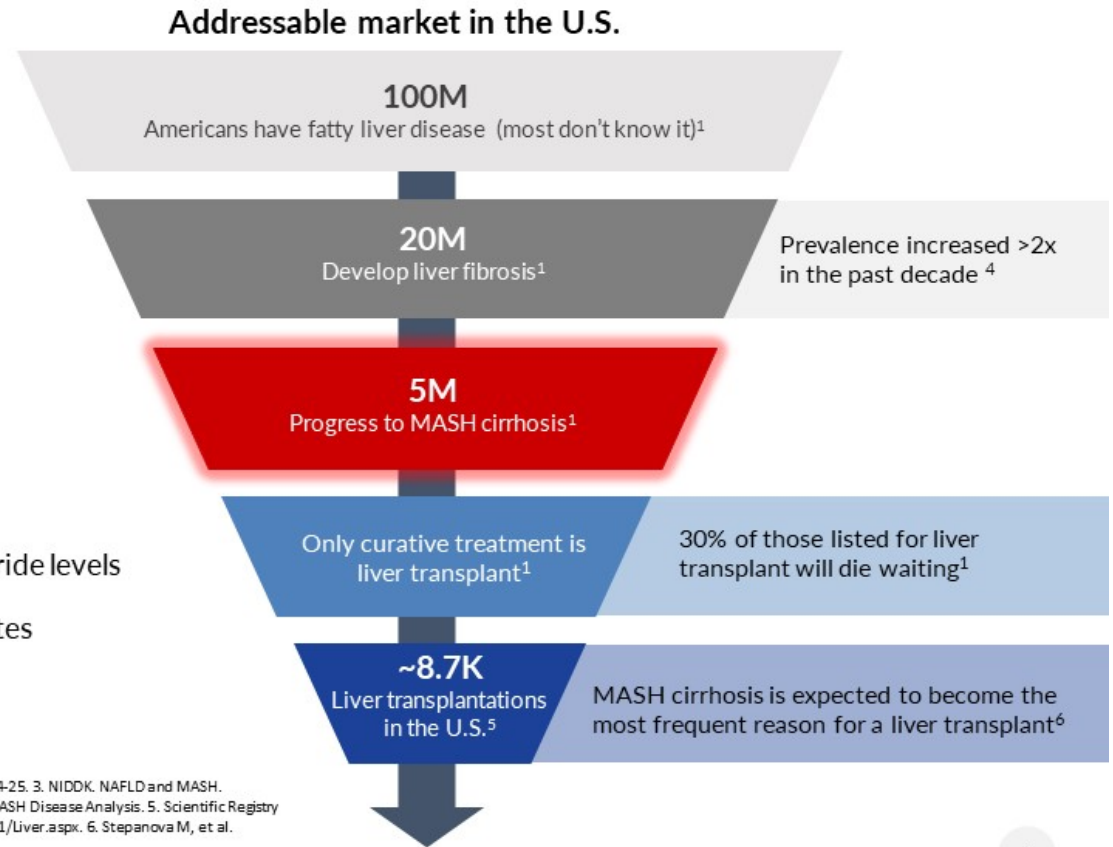 Addressable market in the U.S.
100M
Americans have fatty liver disease (most don't know it)¹
20M
Develop liver fibrosis¹
Prevalence increased >2x
in the past decade ⁴
5M
Progress to MASH cirrhosis¹
Only curative treatment is
liver transplant¹
30% of those listed for liver
transplant will die waiting¹
~8.7K
Liver transplantations
in the U.S.⁵
MASH cirrhosis is expected to become the
most frequent reason for a liver transplant⁶
ride levels
tes
4-25. 3. NIDDK. NAFLD and MASH.
ASH Disease Analysis. 5. Scientific Registry
1/Liver.aspx. 6. Stepanova M, et al.